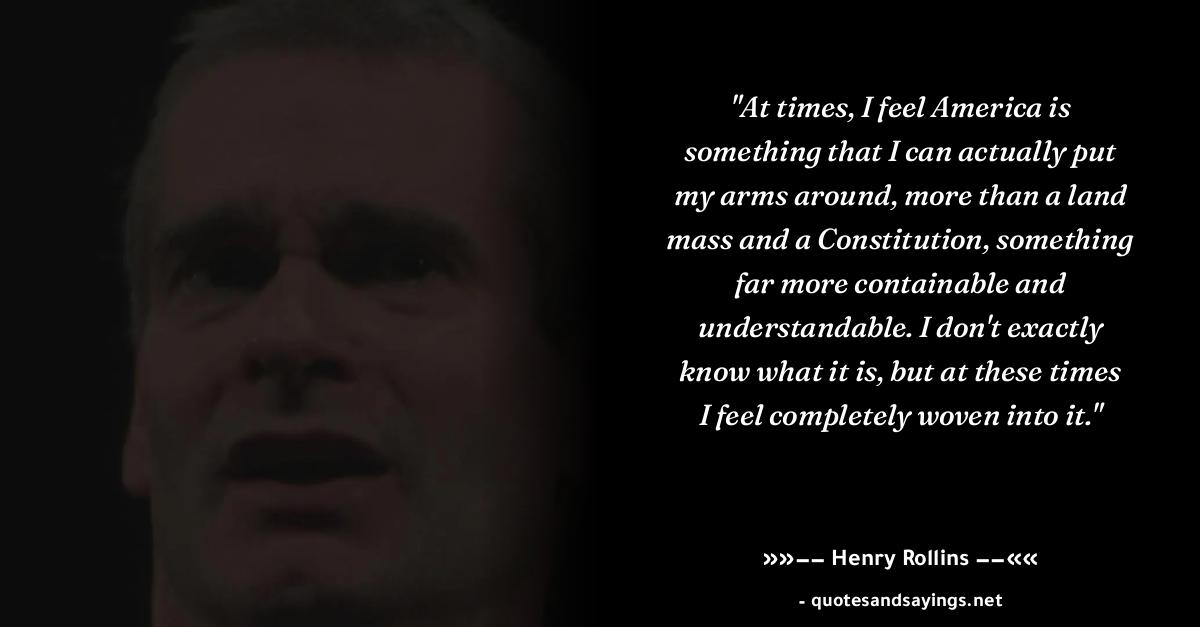 "At times, I feel America is
something that I can actually put
my arms around, more than a land
mass and a Constitution, something
far more containable and
understandable. I don't exactly
know what it is, but at these times
I feel completely woven into it."
»»−− Henry Rollins −−««
- quotesandsayings.net